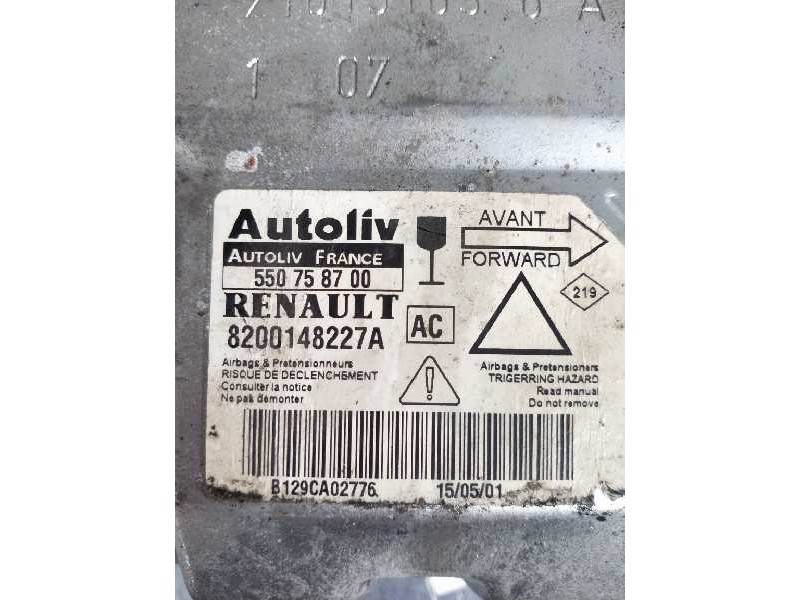 1 07
Autoliv
AUTOLIV FRANCE
550 75 87 00
RENAULT
8200148227A
AC
AVANT
FORWARD
219
Airbags & Pretensionneurs
RISQUE DE DECLENCHEMENT
Consulter la notice
Ne pas demonter
Airbags & Pretensioners
TRIGERRING HAZARD
Read manual
Do not remove
B129CA02776
15/05/01